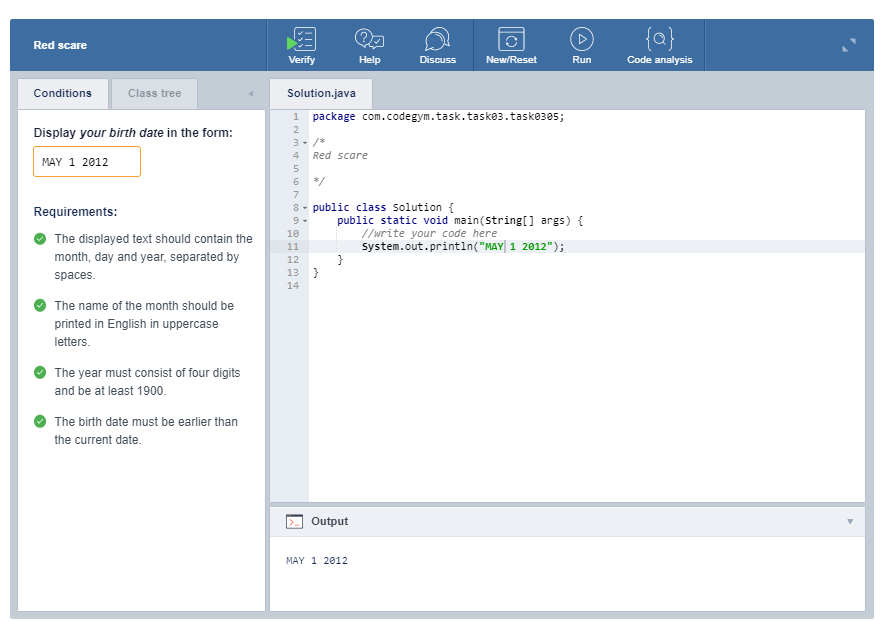 Red scare
Verify
Help
Discuss
New/Reset
Run
Code analysis
Conditions
Class tree
Display your birth date in the form:
MAY 1 2012
Requirements:
The displayed text should contain the
month, day and year, separated by
spaces.
The name of the month should be
printed in English in uppercase
letters.
The year must consist of four digits
and be at least 1900.
The birth date must be earlier than
the current date.
Solution.java
1 package com.codegym.task.task03.task0305;
2
3 /*
4 Red scare
5
6 */
7
8 public class Solution {
9 public static void main(String[] args) {
10 //write your code here
11 System.out.println("MAY 1 2012");
12 }
13 }
14
Output
MAY 1 2012